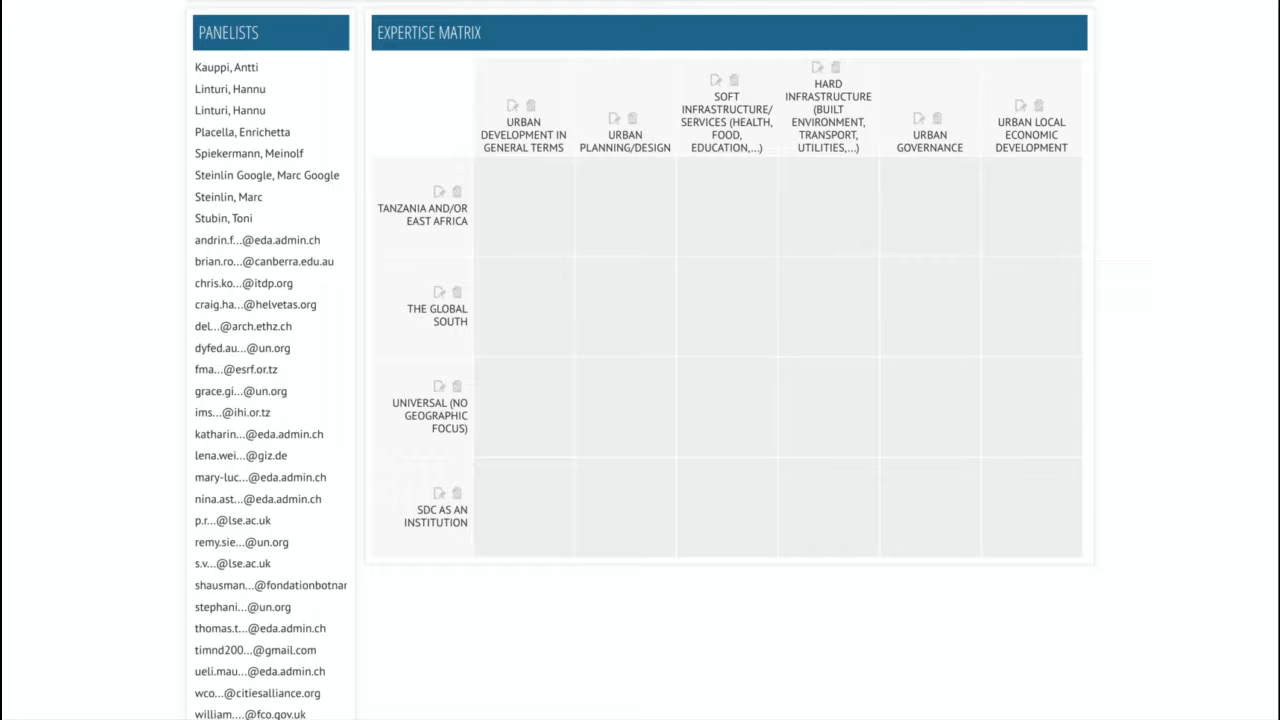 PANELISTS
Kauppi, Antti
Linturi, Hannu
Linturi, Hannu
Placella, Enrichetta
Spiekermann, Meinolf
Steinlin Google, Marc Google
Steinlin, Marc
Stubin, Toni
andrin.f...@eda.admin.ch
brian.ro...@canberra.edu.au
chris.ko...@itdp.org
craig.ha...@helvetas.org
del...@arch.ethz.ch
dyfed.au...@un.org
fma...@esrf.or.tz
grace.gi...@un.org
ims...@ihi.or.tz
katharin...@eda.admin.ch
lena.wei...@giz.de
mary-luc...@eda.admin.ch
nina.ast...@eda.admin.ch
p.r...@lse.ac.uk
remy.sie...@un.org
s.v...@lse.ac.uk
shausman...@fondationbotnar
stephani...@un.org
thomas.t...@eda.admin.ch
timnd200...@gmail.com
ueli.mau...@eda.admin.ch
wco...@citiesalliance.org
william....@fco.gov.uk
EXPERTISE MATRIX
URBAN
DEVELOPMENT IN
GENERAL TERMS
URBAN
PLANNING/DESIGN
SOFT
INFRASTRUCTURE/
SERVICES (HEALTH,
FOOD,
EDUCATION,...)
HARD
INFRASTRUCTURE
(BUILT
ENVIRONMENT,
TRANSPORT,
UTILITIES,...)
URBAN
GOVERNANCE
URBAN LOCAL
ECONOMIC
DEVELOPMENT
TANZANIA AND/OR
EAST AFRICA
THE GLOBAL
SOUTH
UNIVERSAL (NO
GEOGRAPHIC
FOCUS)
SDC AS AN
INSTITUTION